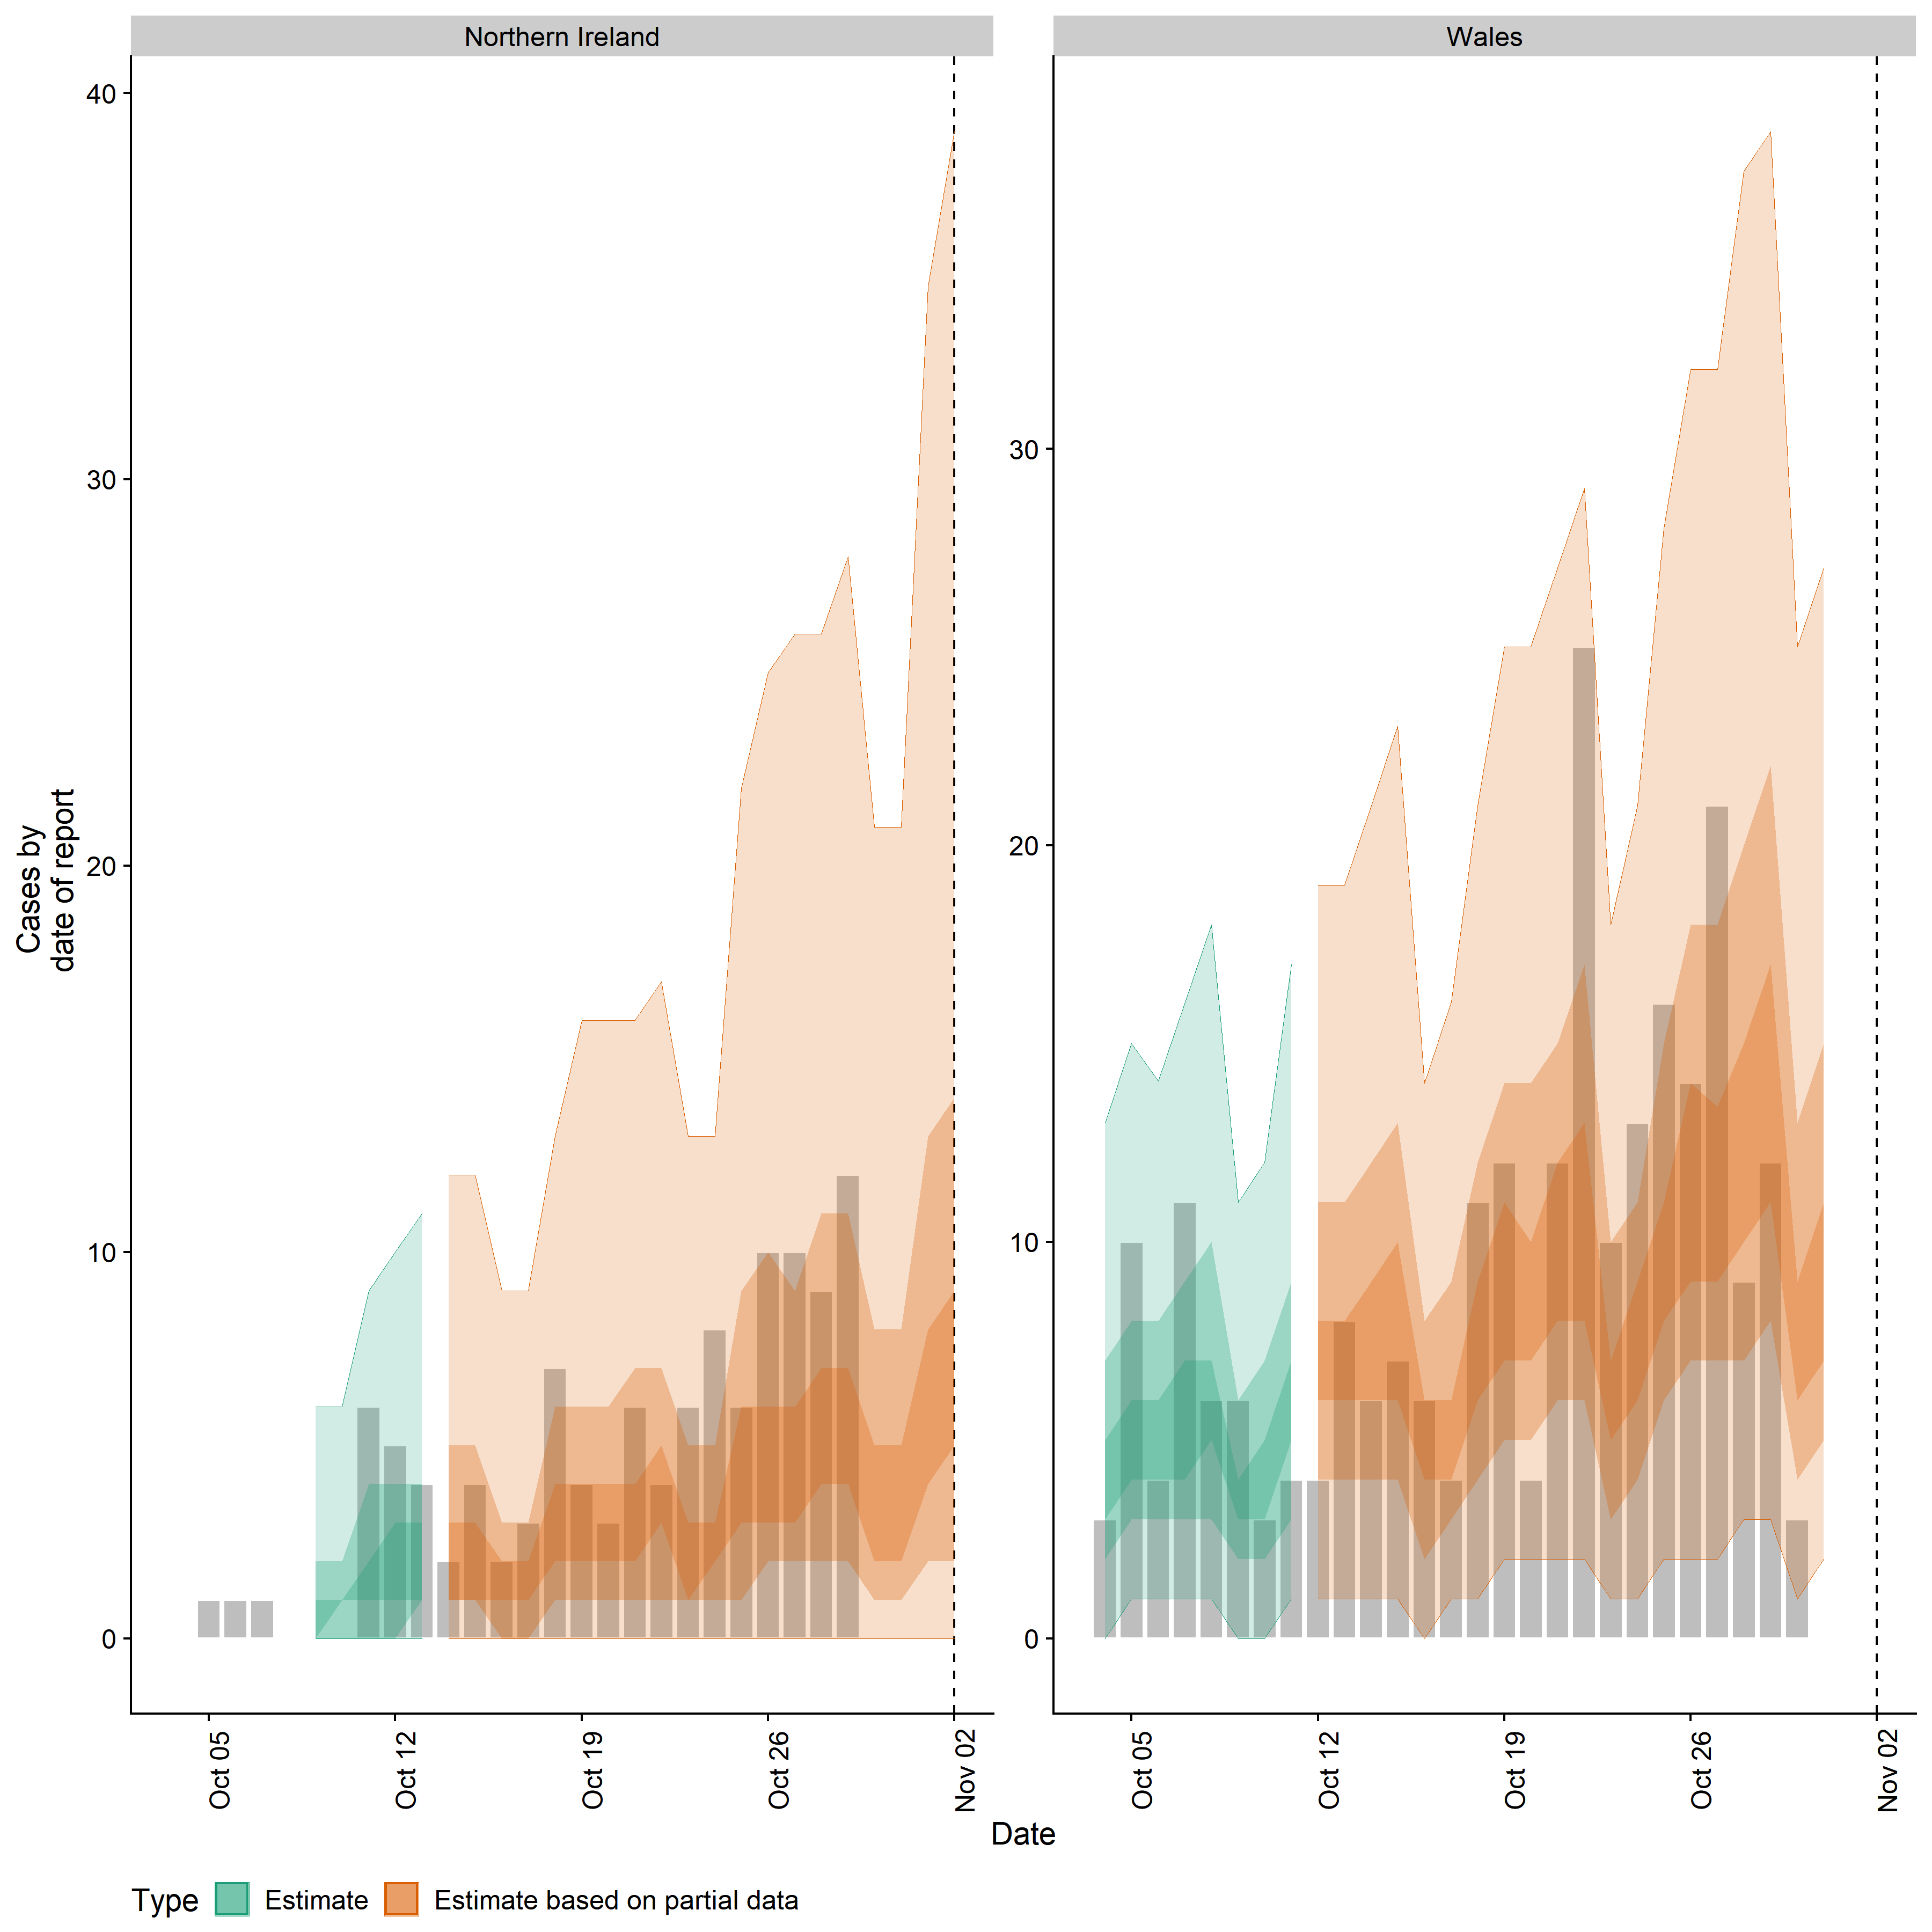 Northern Ireland
Wales
40
30
20
10
0
30
20
10
0
Cases by
date of report
Oct 05
Oct 12
Oct 19
Oct 26
Nov 02
Oct 05
Oct 12
Oct 19
Oct 26
Nov 02
Date
Type Estimate Estimate based on partial data